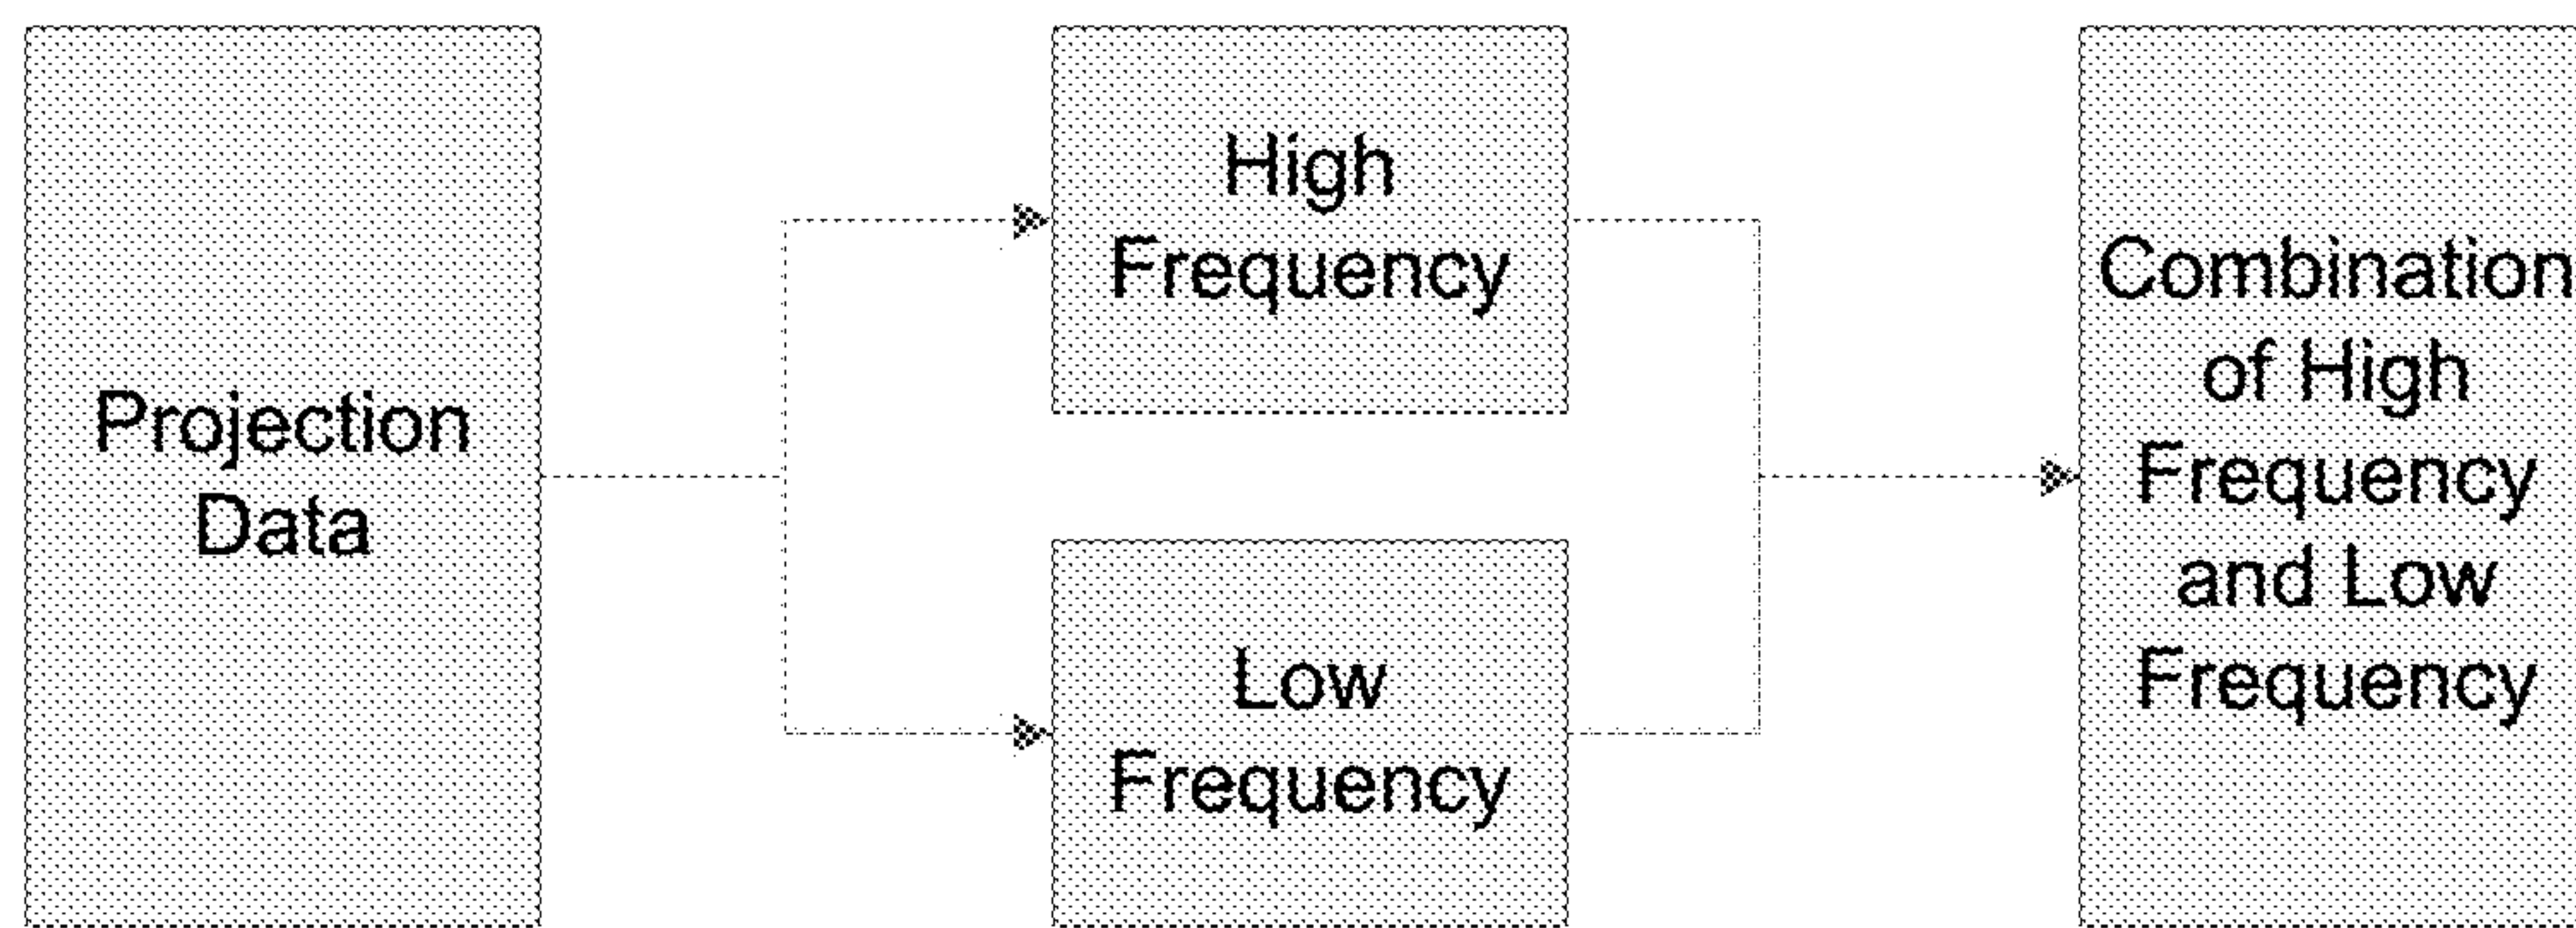 Projection
Data
High
Frequency
Low
Frequency
Combination
of High
Frequency
and Low
Frequency